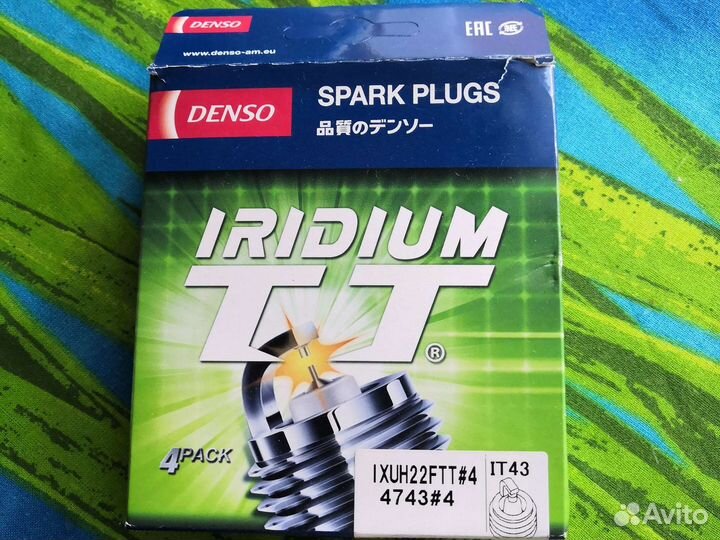 DENSO
www.denso-am.eu
EAC
DENSO
SPARK PLUGS
品質のデンソー
IRIDIUM
TT®
4PACK
IXUH22FTT#4
4743#4
IT43
Avito